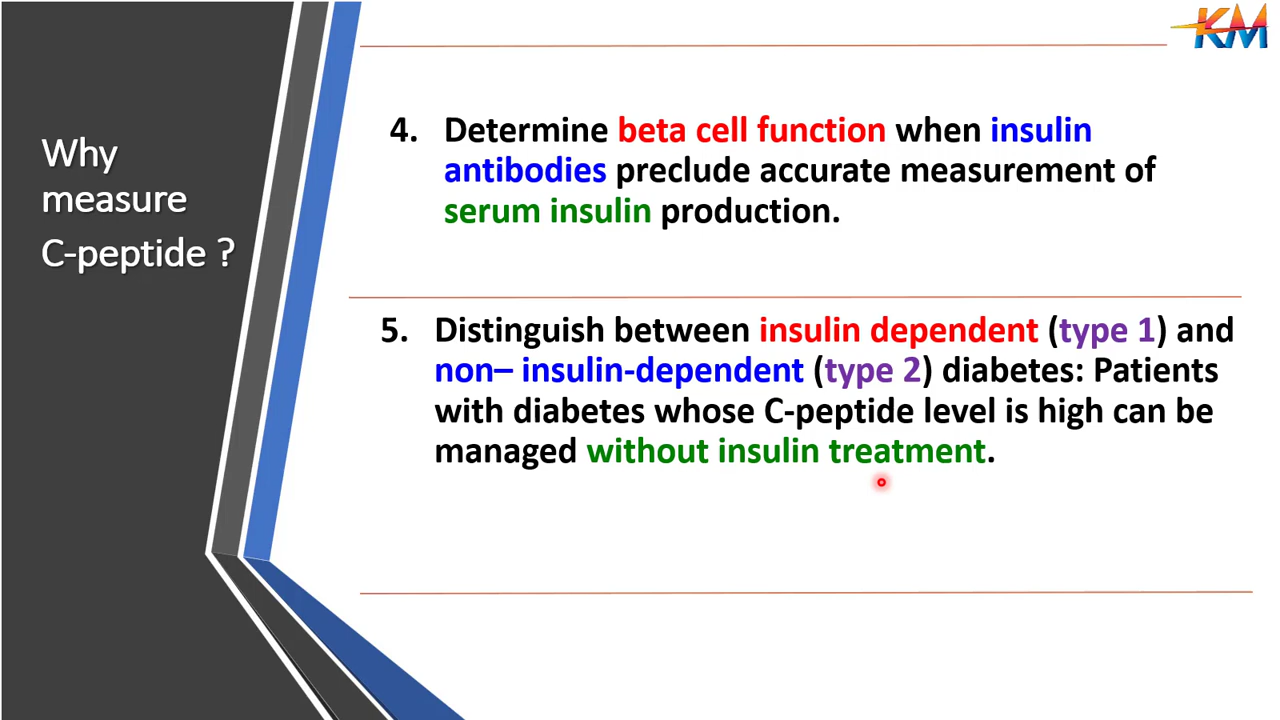 KM
Why
measure
C-peptide ?
4. Determine beta cell function when insulin
antibodies preclude accurate measurement of
serum insulin production.
5. Distinguish between insulin dependent (type 1) and
non– insulin-dependent (type 2) diabetes: Patients
with diabetes whose C-peptide level is high can be
managed without insulin treatment.